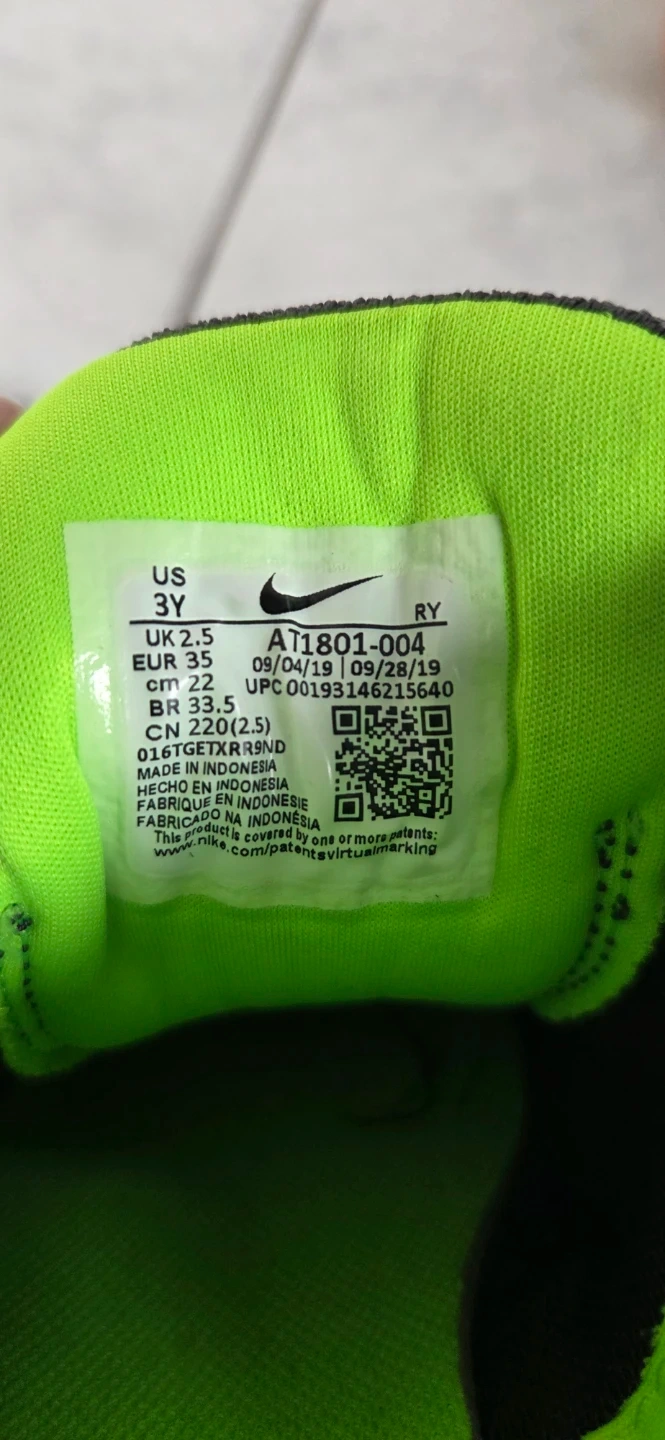 US
3Y
RY
UK 2.5
EUR 35
cm 22
BR 33.5
CN 220(2.5)
AT1801-004
09/04/19 | 09/28/19
UPC 00193146215640
016TGETXRR9ND
MADE IN INDONESIA
HECHO EN INDONESIA
FABRIQUE EN INDONESIE
FABRICADO NA INDONÉSIA
This product is covered by one or more patents:
www.nike.com/patentsvirtualmarking